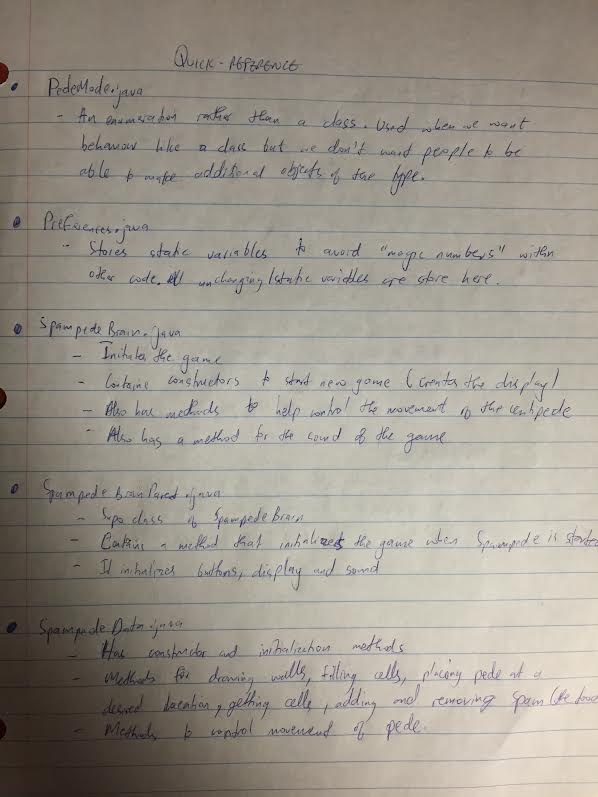 QUICK-REFERENCE
PedeMode.java
- An enumeration rather than a class. Used when we want
behaviour like a class but we don't want people to be
able to make additional objects of the type.
Preferences.java
- Stores static variables to avoid "magic numbers" within
other code. All unchanging/static variables are store here.
SpampedeBrain.java
- Initiates the game
- Contains constructors to start new game (creates the display)
- Also has methods to help control the movement of the centipede
- Also has a method for the sound of the game
SpampedeBrainParent.java
- class of SpampedeBrain
- Contains a method that initializes the game when Spampede is started
- It initializes buttons, display and sound
SpampedeData.java
- Has constructor and initialization methods
- Methods for drawing walls, filling cells, placing pede at a
desired location, getting cells, adding and removing spam (the food
- Methods to control movement of pede.